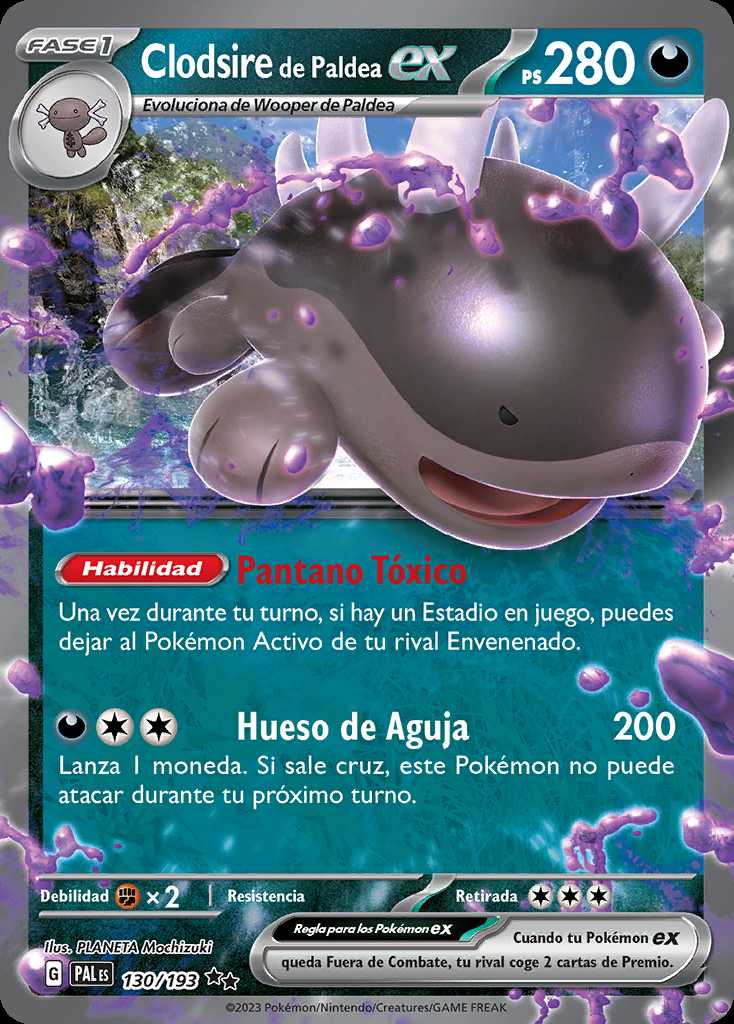 FASE 1
Clodsire de Paldea ex PS 280
Evoluciona de Wooper de Paldea
Habilidad Pantano Tóxico
Una vez durante tu turno, si hay un Estadio en juego, puedes
dejar al Pokémon Activo de tu rival Envenenado.
Hueso de Aguja 200
Lanza 1 moneda. Si sale cruz, este Pokémon no puede
atacar durante tu próximo turno.
Debilidad ×2 Resistencia Retirada
Ilus. PLANETA Mochizuki
Regla para los Pokémon ex Cuando tu Pokémon ex
queda Fuera de Combate, tu rival coge 2 cartas de Premio.
G PAL ES 130/193
©2023 Pokémon/Nintendo/Creatures/GAME FREAK